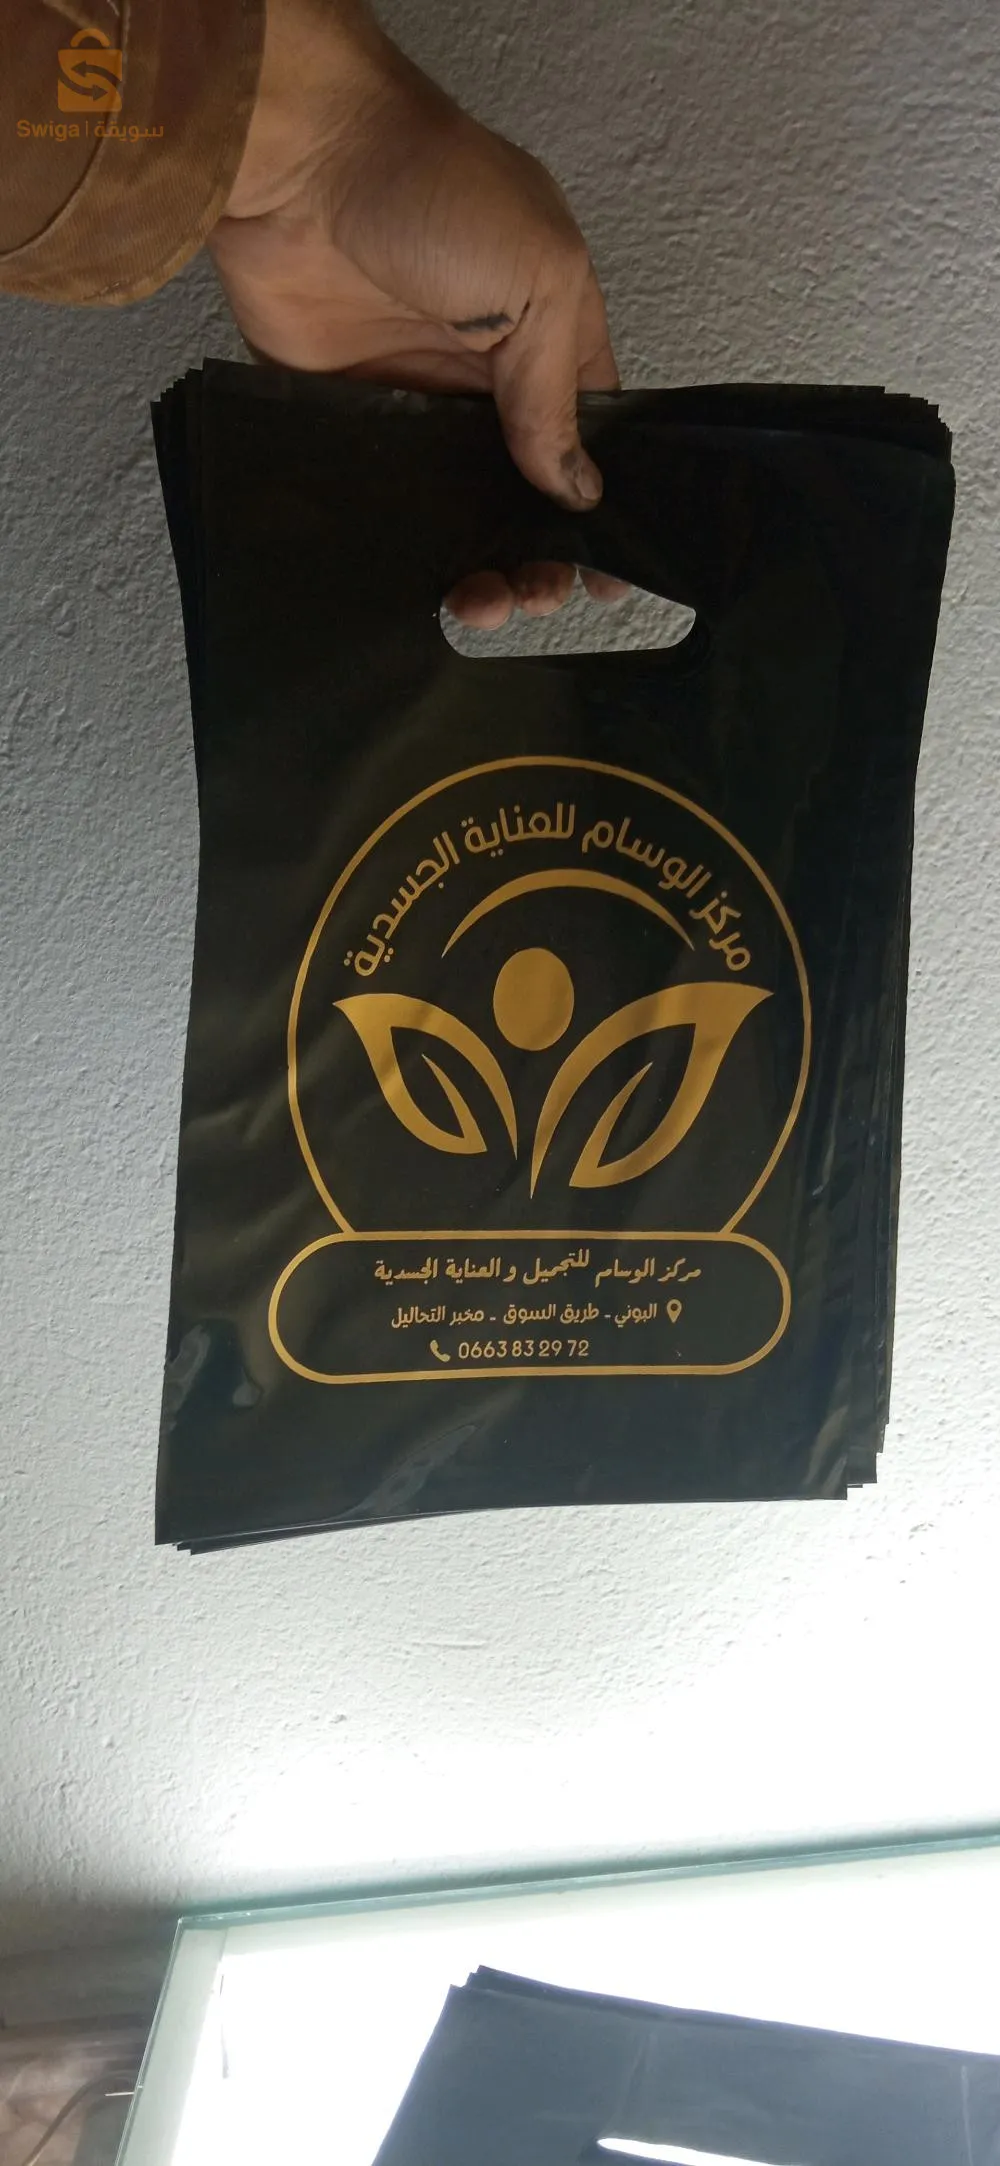 Swiga | سويقة
مركز الوسام للعناية الجسدية
مركز الوسام للتجميل و العناية الجسدية
البوني - طريق السوق - مخبر التحاليل
0663 83 29 72